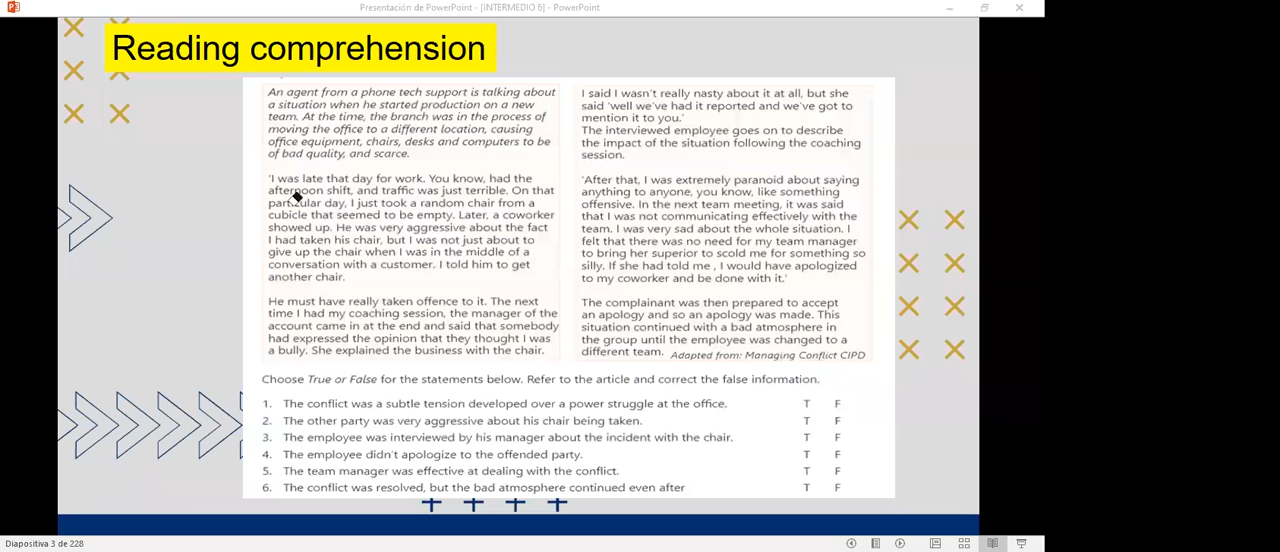 Presentación de PowerPoint - [INTERMEDIO 6] - PowerPoint
Reading comprehension
An agent from a phone tech support is talking about
a situation when he started production on a new
team. At the time, the branch was in the process of
moving the office to a different location, causing
office equipment, chairs, desks and computers to be
of bad quality, and scarce.
'I was late that day for work. You know, had the
afternoon shift, and traffic was just terrible. On that
particular day, I just took a random chair from a
cubicle that seemed to be empty. Later, a coworker
showed up. He was very aggressive about the fact
I had taken his chair, but I was not just about to
give up the chair when I was in the middle of a
conversation with a customer. I told him to get
another chair.
He must have really taken offence to it. The next
time I had my coaching session, the manager of the
account came in at the end and said that somebody
had expressed the opinion that they thought I was
a bully. She explained the business with the chair.
I said I wasn't really nasty about it at all, but she
said 'well we've had it reported and we've got to
mention it to you.'
The interviewed employee goes on to describe
the impact of the situation following the coaching
session.
'After that, I was extremely paranoid about saying
anything to anyone, you know, like something
offensive. In the next team meeting, it was said
that I was not communicating effectively with the
team. I was very sad about the whole situation. I
felt that there was no need for my team manager
to bring her superior to scold me for something so
silly. If she had told me , I would have apologized
to my coworker and be done with it.'
The complainant was then prepared to accept
an apology and so an apology was made. This
situation continued with a bad atmosphere in
the group until the employee was changed to a
different team.
Adapted from: Managing Conflict CIPD
Choose True or False for the statements below. Refer to the article and correct the false information.
1. The conflict was a subtle tension developed over a power struggle at the office. T F
2. The other party was very aggressive about his chair being taken. T F
3. The employee was interviewed by his manager about the incident with the chair. T F
4. The employee didn't apologize to the offended party. T F
5. The team manager was effective at dealing with the conflict. T F
6. The conflict was resolved, but the bad atmosphere continued even after T F
Diapositiva 3 de 228